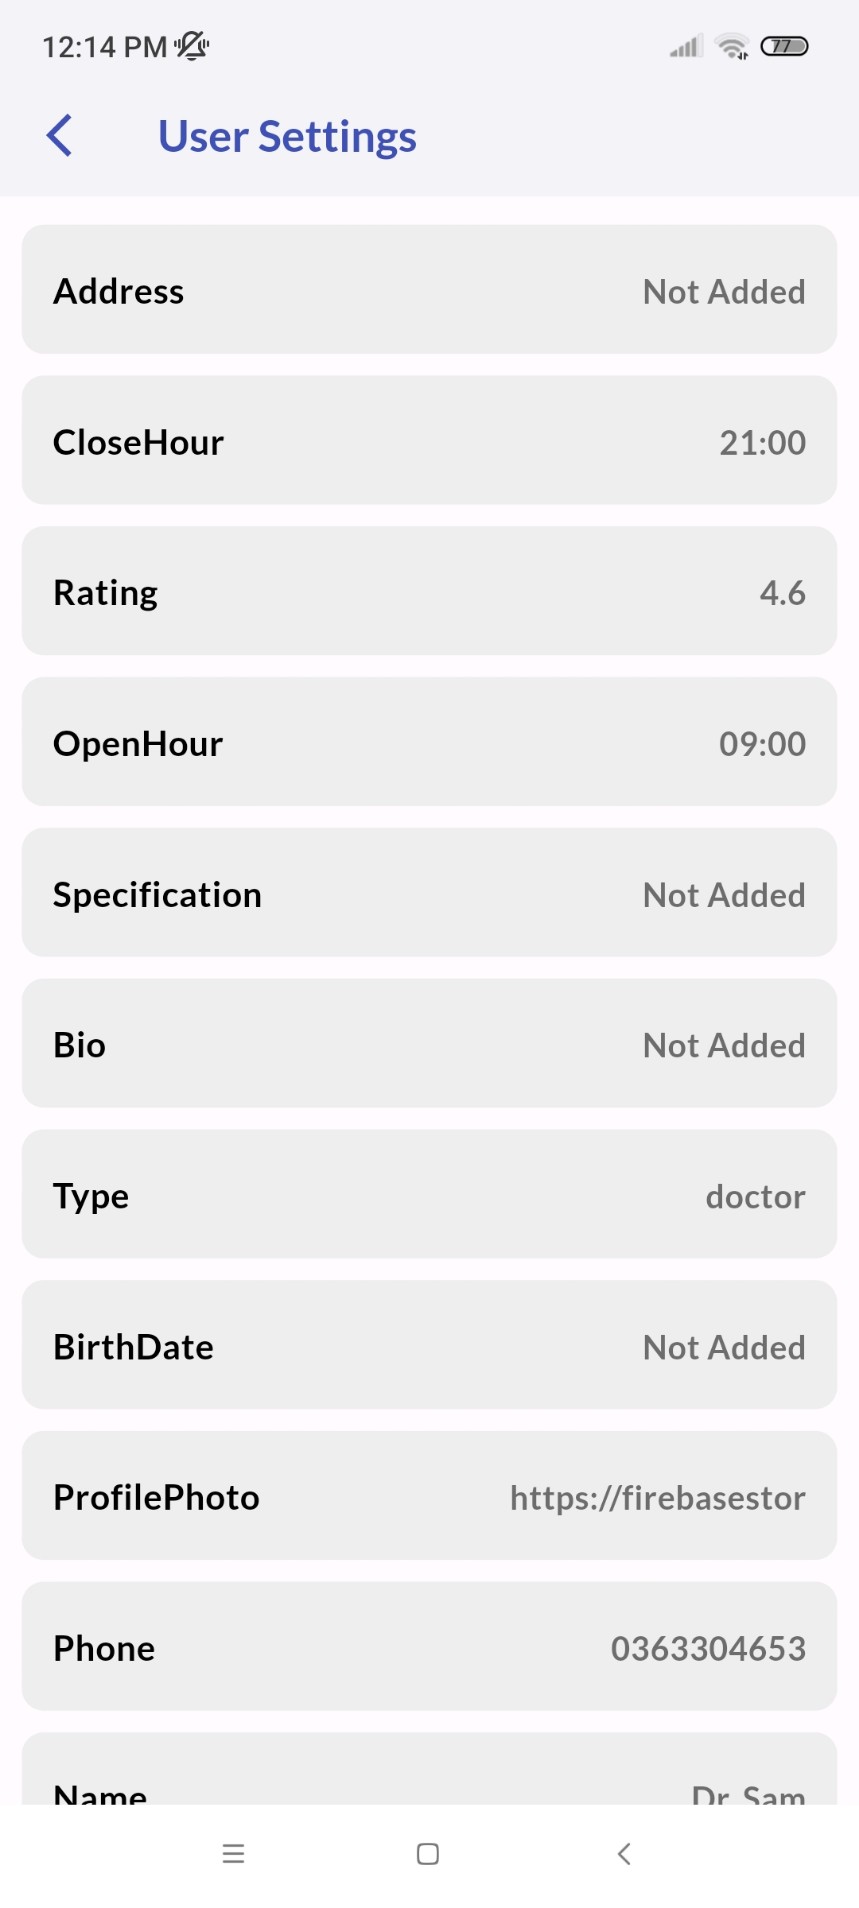 12:14 PM
77
User Settings
Address Not Added
CloseHour 21:00
Rating 4.6
OpenHour 09:00
Specification Not Added
Bio Not Added
Type doctor
BirthDate Not Added
ProfilePhoto https://firebasestor
Phone 0363304653
Name Dr. Sam